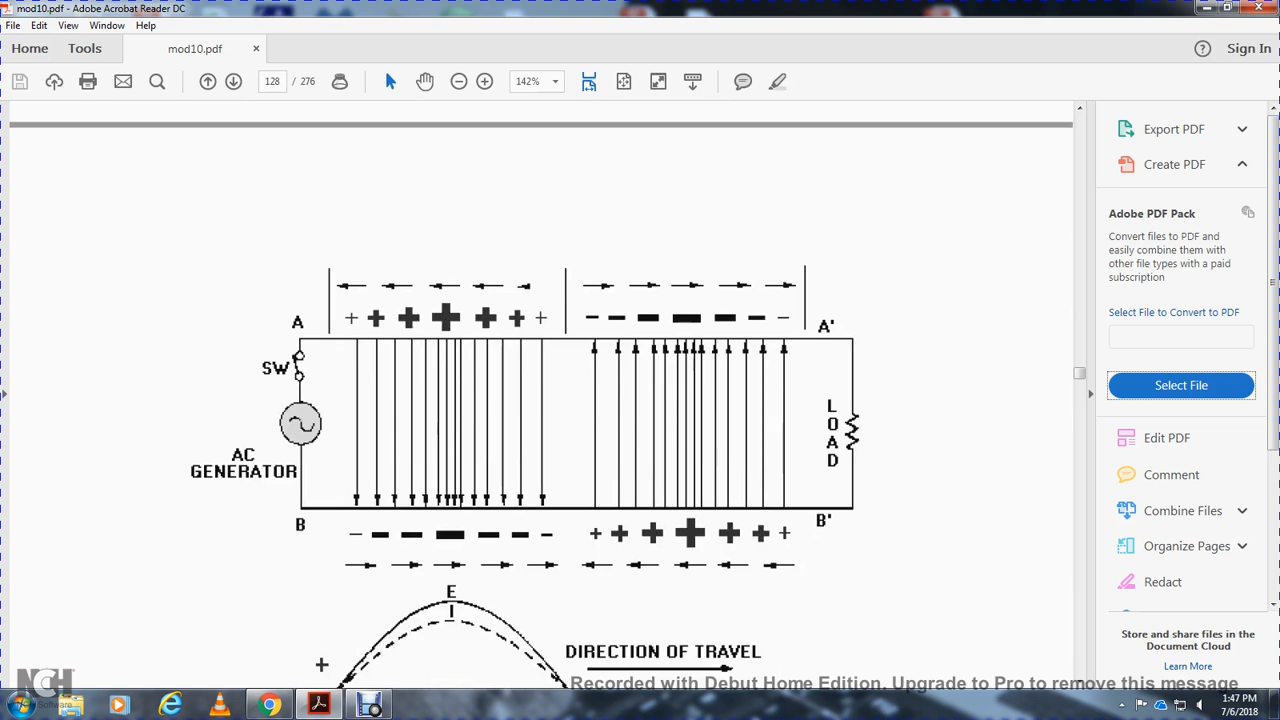 mod10.pdf - Adobe Acrobat Reader DC
File Edit View Window Help
Home Tools mod10.pdf × Sign In
128 / 276 142%
Export PDF
Create PDF
Adobe PDF Pack
Convert files to PDF and
easily combine them with
other file types with a paid
subscription
Select File to Convert to PDF
Select File
Edit PDF
Comment
Combine Files
Organize Pages
Redact
Store and share files in the
Document Cloud
Learn More
A
A'
SW
AC
GENERATOR
LOAD
B
B'
E
I
+
DIRECTION OF TRAVEL
NCH
Software
Recorded with Debut Home Edition. Upgrade to Pro to remove this message
1:47 PM
7/6/2018